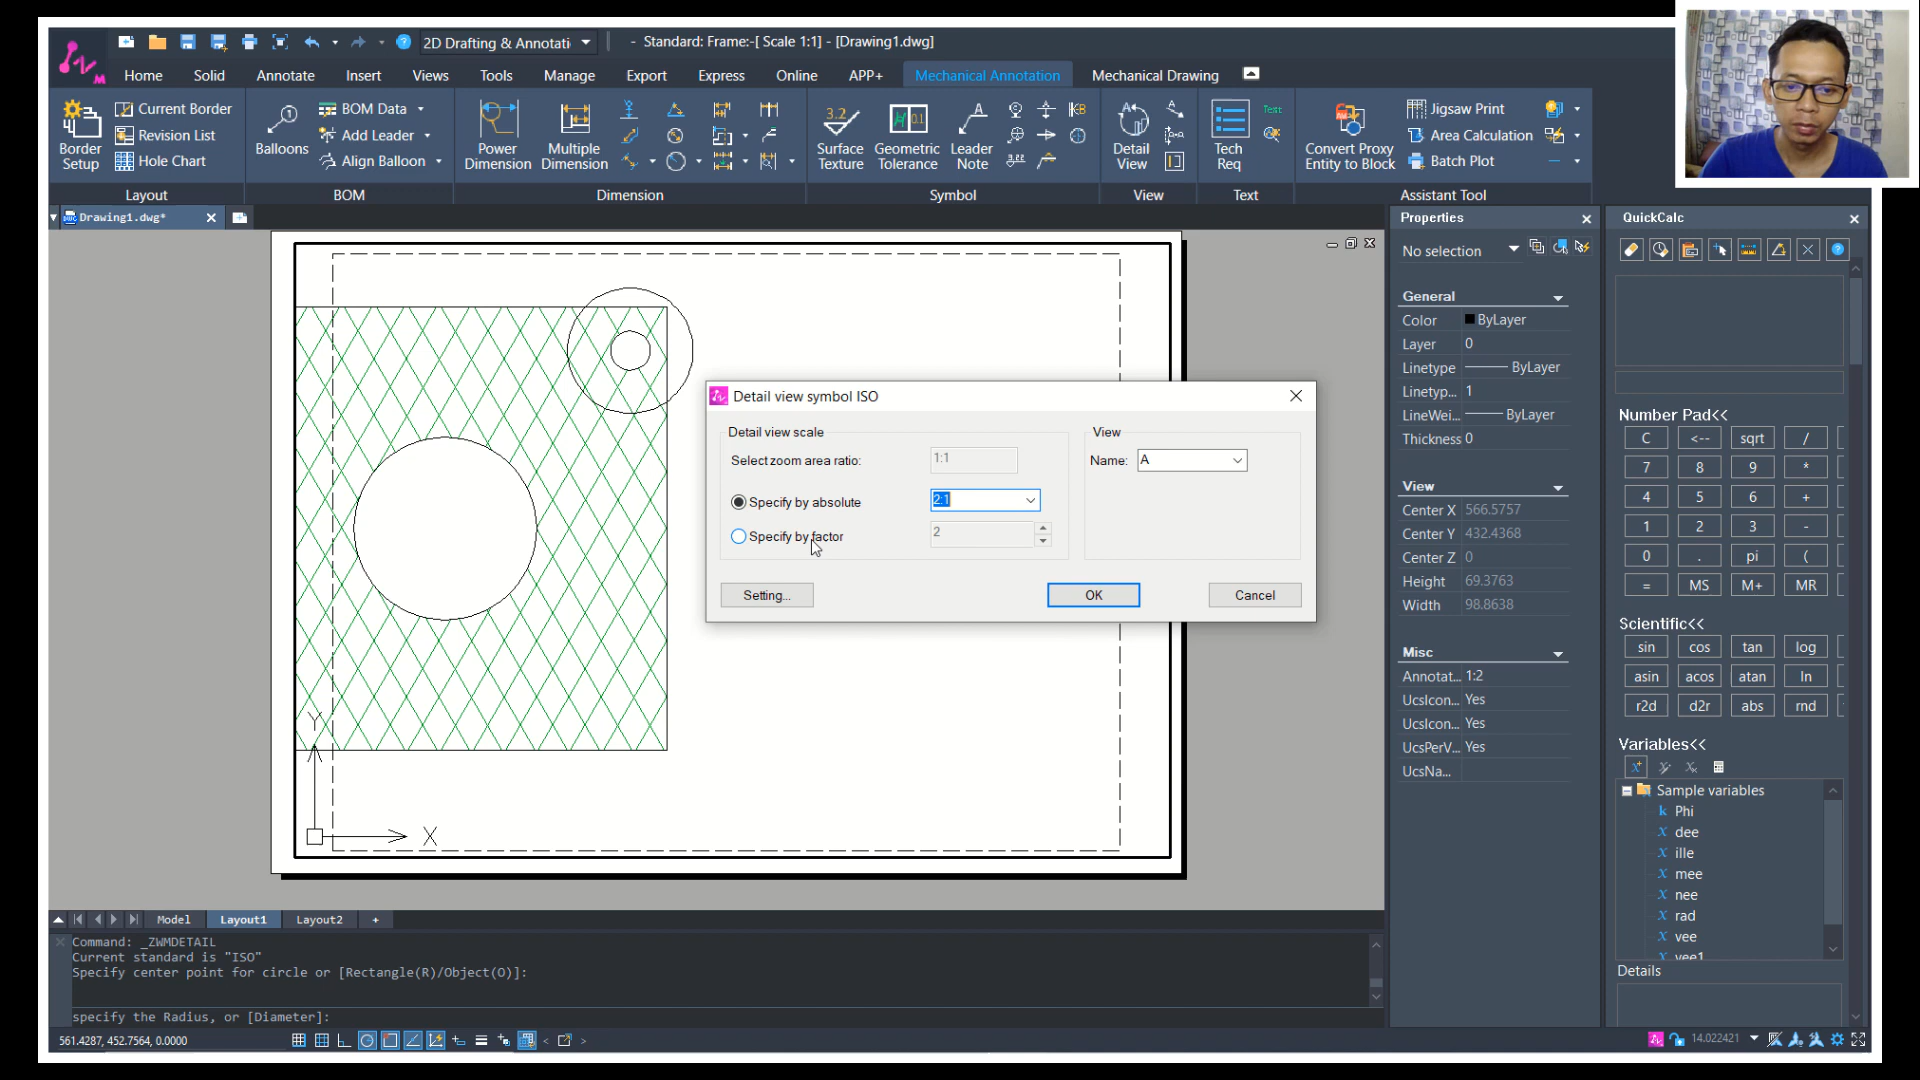 2D Drafting & Annotati
- Standard: Frame:-[ Scale 1:1] - [Drawing1.dwg]
Home Solid Annotate Insert Views Tools Manage Export Express Online APP+ Mechanical Annotation Mechanical Drawing
Border Setup
Current Border
Revision List
Hole Chart
Layout
Balloons
BOM Data
Add Leader
Align Balloon
BOM
Power Dimension
Multiple Dimension
Dimension
3.2
Surface Texture
Geometric Tolerance
Leader Note
Symbol
Detail View
View
Tech Req
Text
Text
Convert Proxy Entity to Block
Jigsaw Print
Area Calculation
Batch Plot
Assistant Tool
Drawing1.dwg*
Y
X
Detail view symbol ISO
Detail view scale
Select zoom area ratio: 1:1
Specify by absolute 2:1
Specify by factor 2
View
Name: A
Setting...
OK
Cancel
Properties
No selection
General
Color ByLayer
Layer 0
Linetype ByLayer
Linetyp... 1
LineWei... ByLayer
Thickness 0
View
Center X 566.5757
Center Y 432.4368
Center Z 0
Height 69.3763
Width 98.8638
Misc
Annotat... 1:2
UcsIcon... Yes
UcsIcon... Yes
UcsPerV... Yes
UcsNa...
QuickCalc
Number Pad<<
C <-- sqrt /
7 8 9 *
4 5 6 +
1 2 3 -
0 . pi (
= MS M+ MR
Scientific<<
sin cos tan log
asin acos atan ln
r2d d2r abs rnd
Variables<<
Sample variables
k Phi
x dee
x ille
x mee
x nee
x rad
x vee
x vee1
Details
Model Layout1 Layout2 +
Command: _ZWMDETAIL
Current standard is "ISO"
Specify center point for circle or [Rectangle(R)/Object(O)]:
specify the Radius, or [Diameter]:
561.4287, 452.7564, 0.0000
14.022421